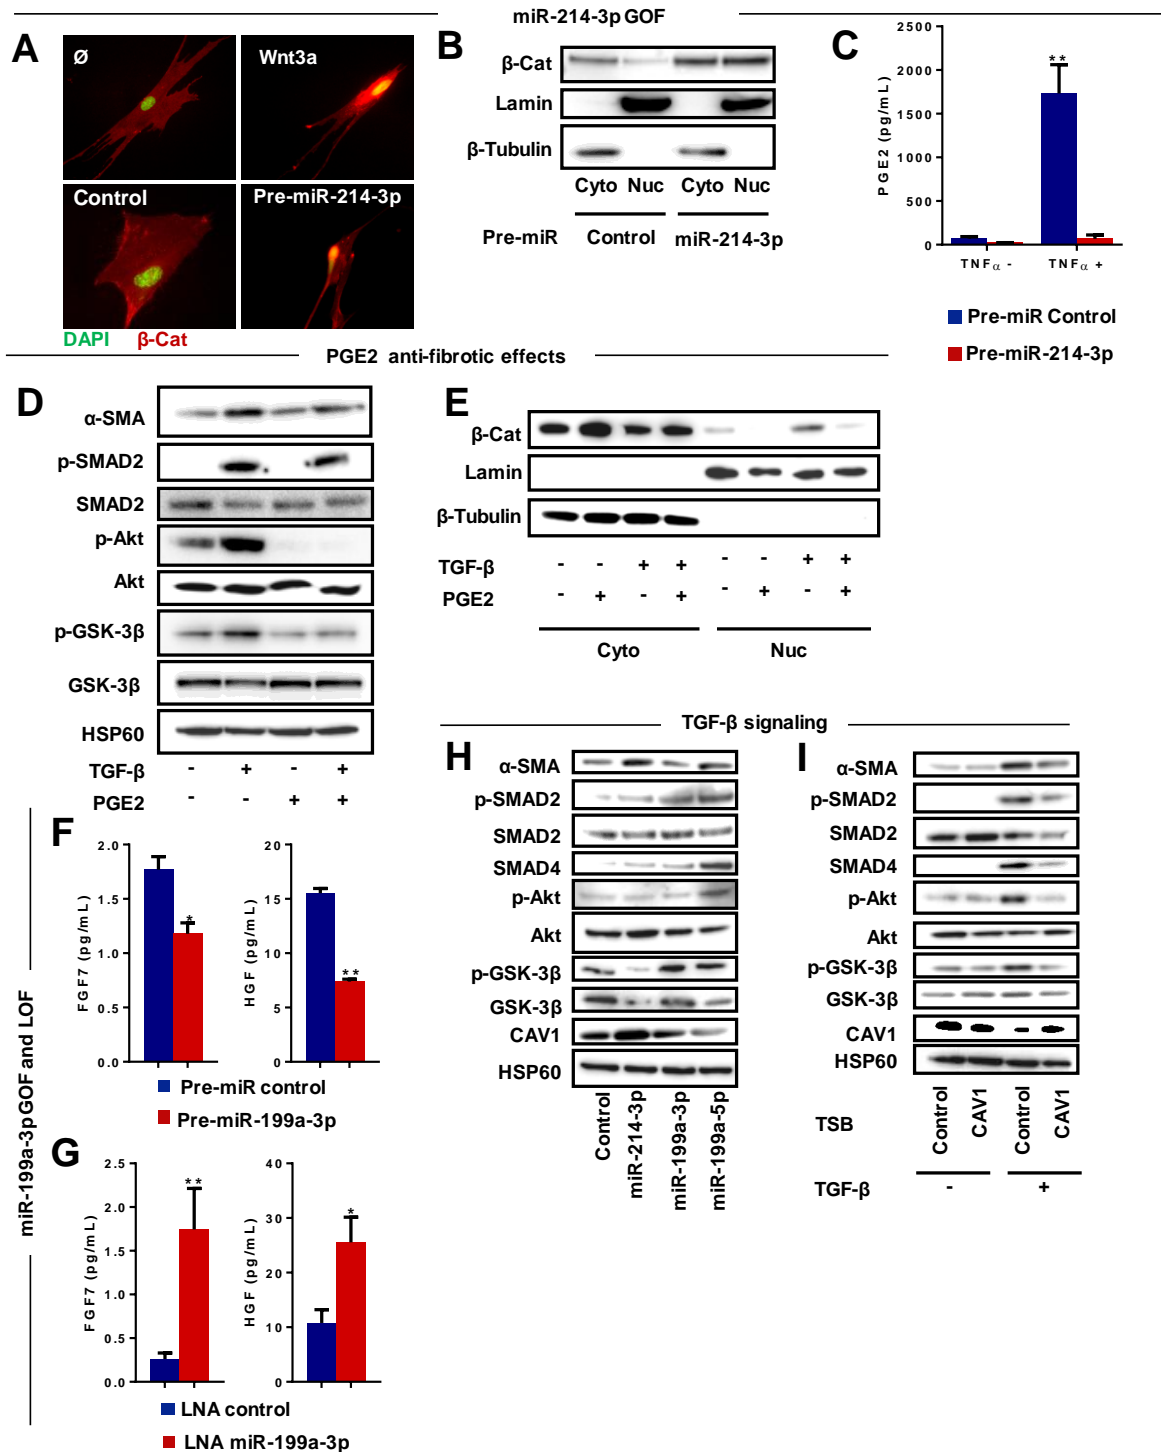 miR-214-3p GOF
A
Ø
Wnt3a
Control
Pre-miR-214-3p
DAPI β-Cat
B
β-Cat
Lamin
β-Tubulin
Cyto Nuc Cyto Nuc
Pre-miR Control miR-214-3p
C
PGE2 (pg/mL)
2500
2000
1500
1000
500
0
**
TNFα - TNFα +
Pre-miR Control
Pre-miR-214-3p
PGE2 anti-fibrotic effects
D
α-SMA
p-SMAD2
SMAD2
p-Akt
Akt
p-GSK-3β
GSK-3β
HSP60
TGF-β - + - +
PGE2 - - + +
E
β-Cat
Lamin
β-Tubulin
TGF-β - - + + - - + +
PGE2 - + - + - + - +
Cyto Nuc
miR-199a-3p GOF and LOF
F
FGF7 (pg/mL)
2.0
1.5
1.0
0.5
0.0
*
HGF (pg/mL)
20
15
10
5
0
**
Pre-miR control
Pre-miR-199a-3p
G
FGF7 (pg/mL)
2.5
2.0
1.5
1.0
0.5
0.0
**
HGF (pg/mL)
40
30
20
10
0
*
LNA control
LNA miR-199a-3p
TGF-β signaling
H
α-SMA
p-SMAD2
SMAD2
SMAD4
p-Akt
Akt
p-GSK-3β
GSK-3β
CAV1
HSP60
Control
miR-214-3p
miR-199a-3p
miR-199a-5p
I
α-SMA
p-SMAD2
SMAD2
SMAD4
p-Akt
Akt
p-GSK-3β
GSK-3β
CAV1
HSP60
TSB Control CAV1 Control CAV1
TGF-β - +